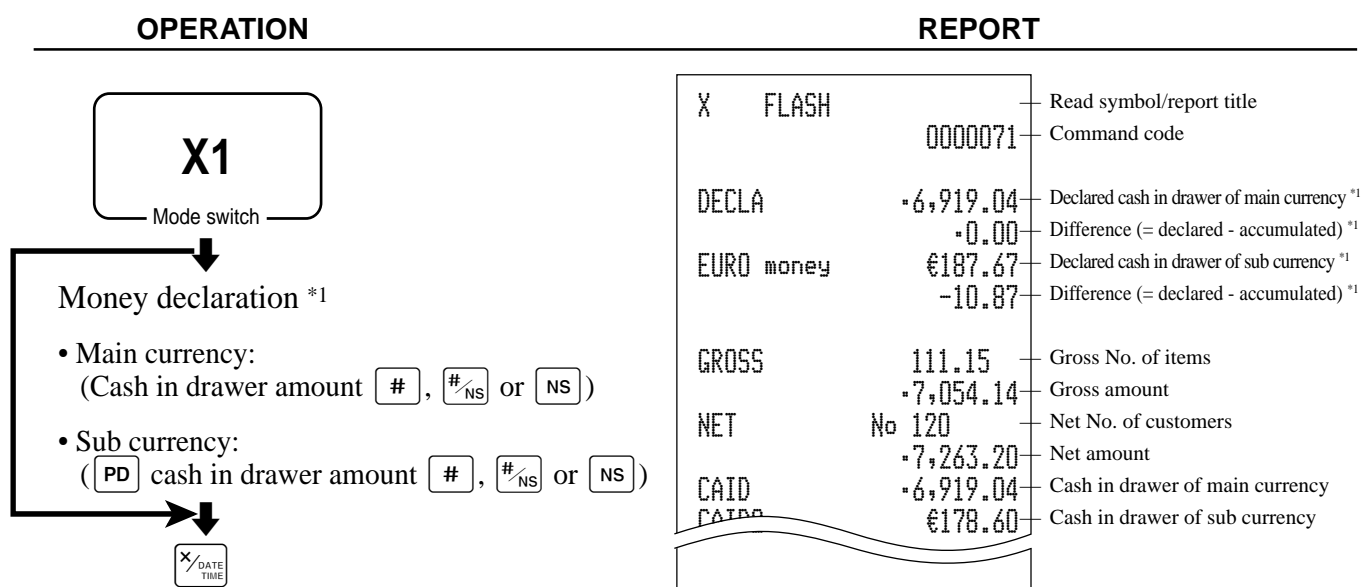 OPERATION
REPORT
X1
Mode switch
Money declaration *1
• Main currency:
(Cash in drawer amount #, #/NS or NS)
• Sub currency:
(PD cash in drawer amount #, #/NS or NS)
X/DATE TIME
X FLASH Read symbol/report title
0000071 Command code
DECLA ·6,919.04 Declared cash in drawer of main currency *1
·0.00 Difference (= declared - accumulated) *1
EURO money €187.67 Declared cash in drawer of sub currency *1
-10.87 Difference (= declared - accumulated) *1
GROSS 111.15 Gross No. of items
·7,054.14 Gross amount
NET No 120 Net No. of customers
·7,263.20 Net amount
CAID ·6,919.04 Cash in drawer of main currency
€178.60 Cash in drawer of sub currency